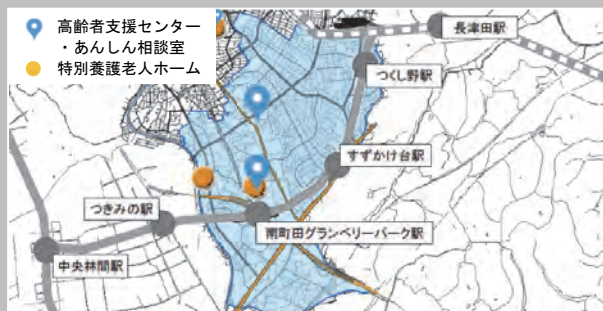 高齢者支援センター
・あんしん相談室
特別養護老人ホーム
長津田駅
つくし野駅
すずかけ台駅
つきみの駅
南町田グランベリーパーク駅
中央林間駅